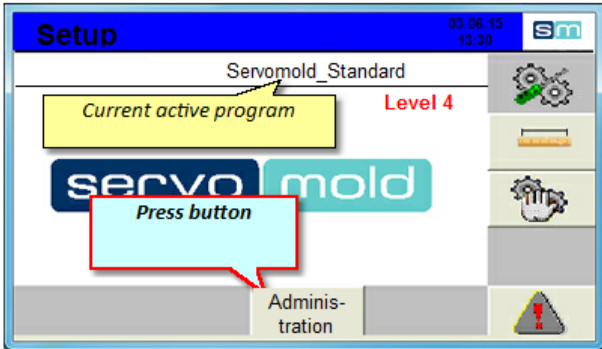 Setup
03.06.15
13:30
sm
Servomold_Standard
Current active program
Level 4
servo mold
Press button
Adminis-
tration